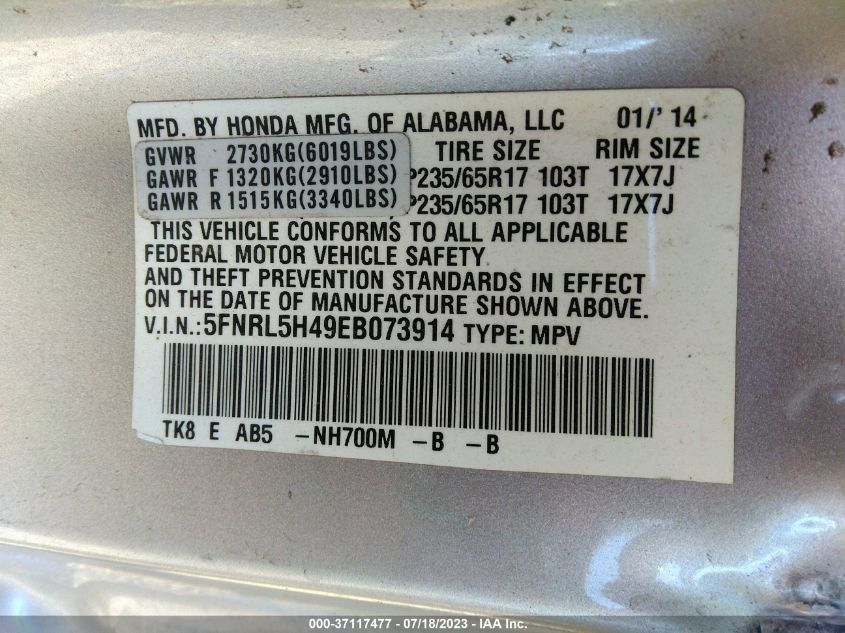 MFD. BY HONDA MFG. OF ALABAMA, LLC 01/' 14
GVWR 2730KG(6019LBS) TIRE SIZE RIM SIZE
GAWR F 1320KG(2910LBS) P235/65R17 103T 17X7J
GAWR R 1515KG(3340LBS) P235/65R17 103T 17X7J
THIS VEHICLE CONFORMS TO ALL APPLICABLE
FEDERAL MOTOR VEHICLE SAFETY
AND THEFT PREVENTION STANDARDS IN EFFECT
ON THE DATE OF MANUFACTURE SHOWN ABOVE.
V.I.N.: 5FNRL5H49EB073914 TYPE: MPV
TK8 E AB5 -NH700M -B -B
000-37117477 - 07/18/2023 - IAA Inc.